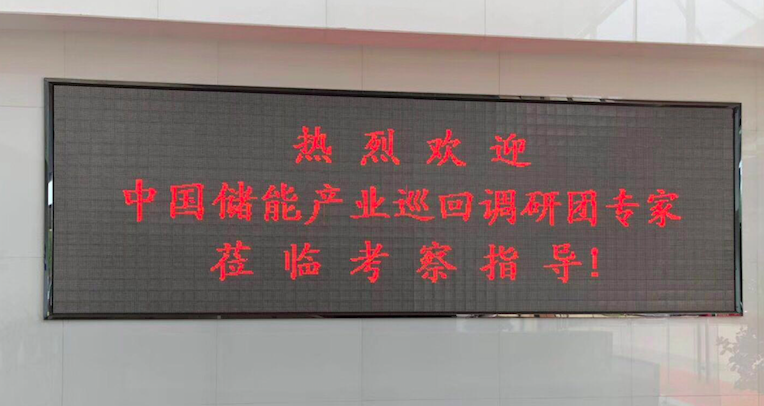 热烈欢迎
中国储能产业巡回调研团专家
莅临考察指导!